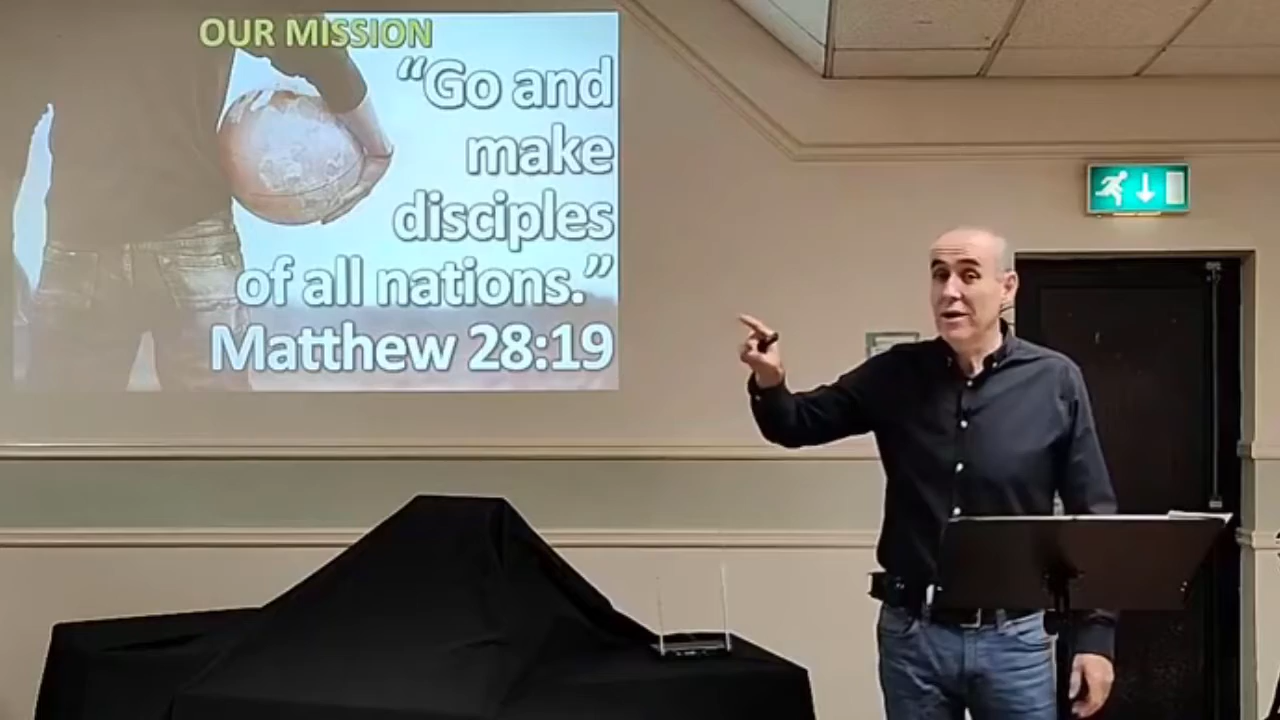 OUR MISSION
“Go and
make
disciples
of all nations.”
Matthew 28:19